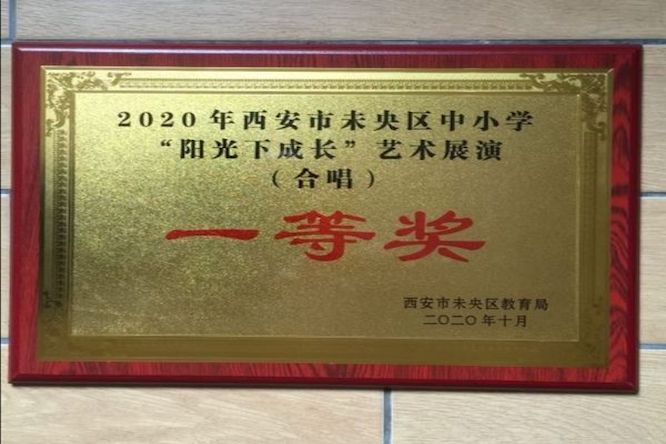 2020年西安市未央区中小学
“阳光下成长”艺术展演
（合唱）
一等奖
西安市未央区教育局
二〇二〇年十月